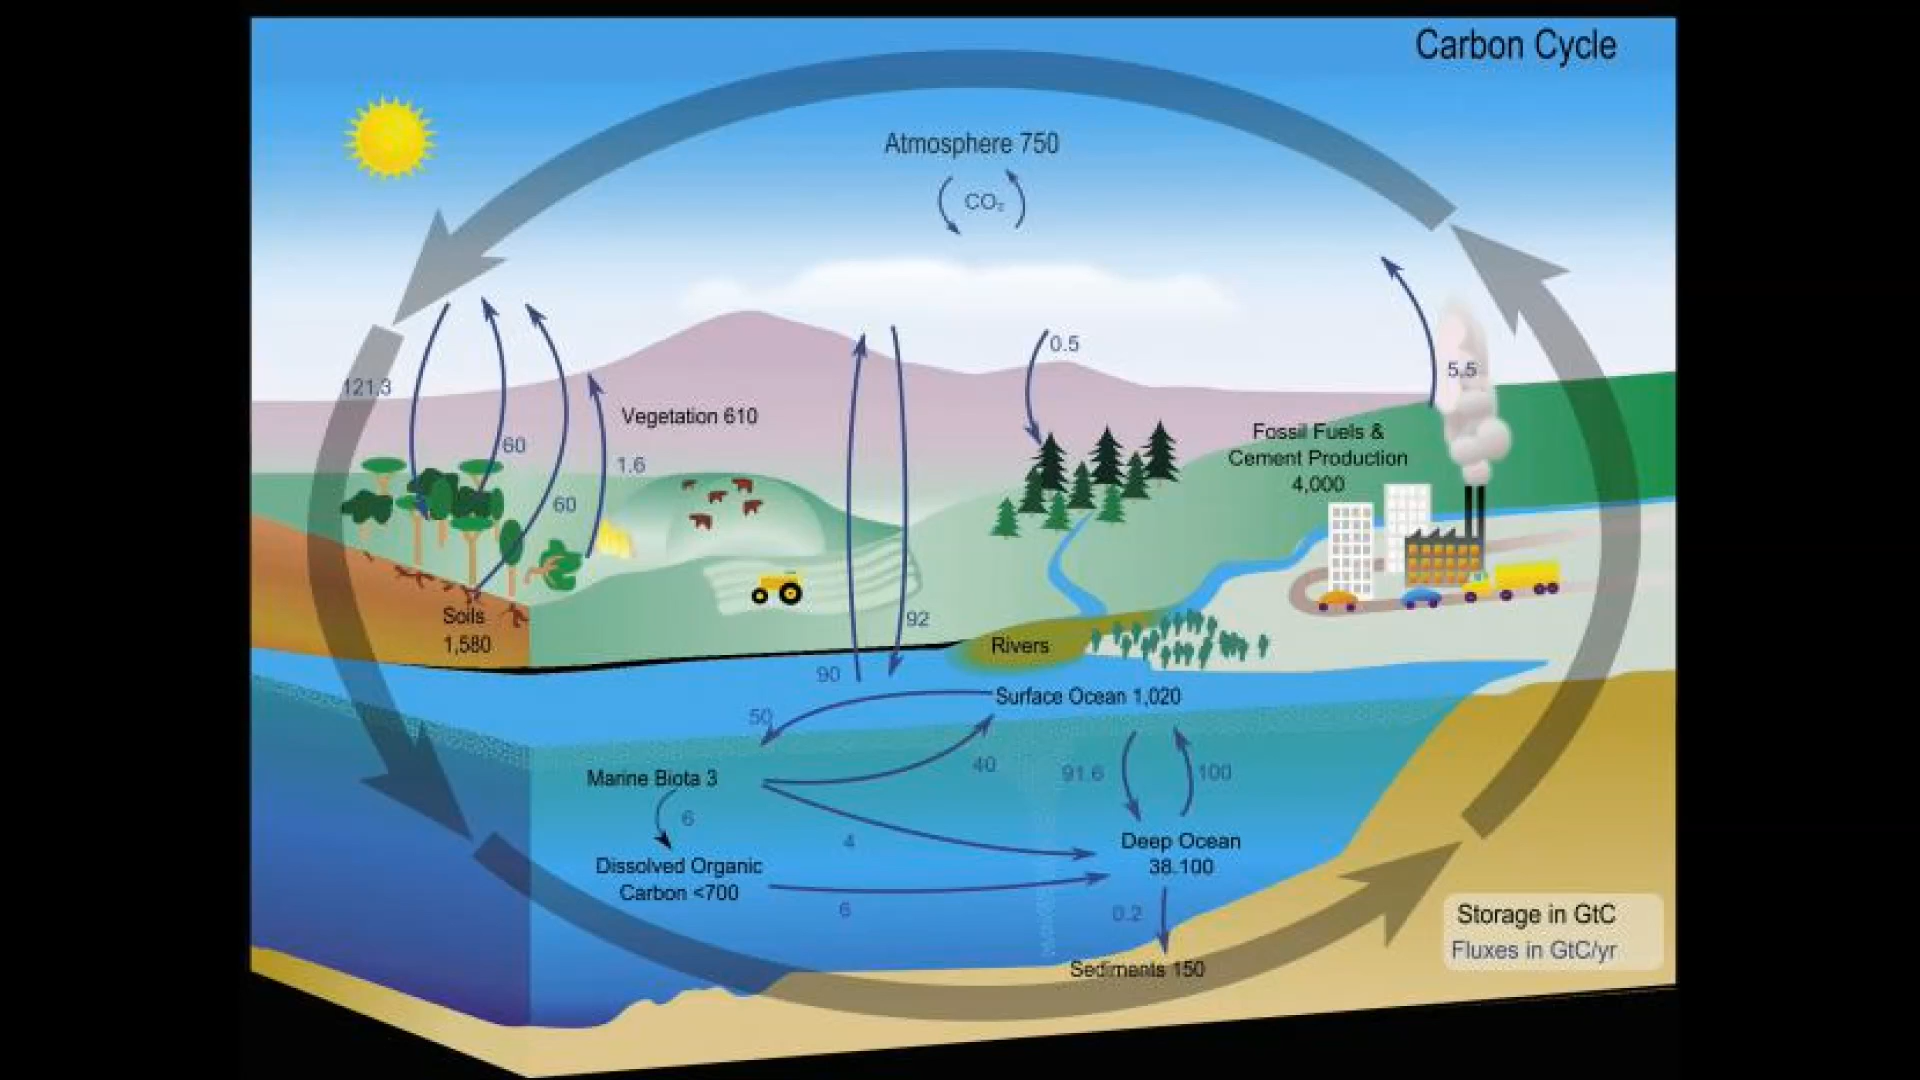 Carbon Cycle
Atmosphere 750
CO₂
121.3
60
60
1.6
Vegetation 610
0.5
5.5
Fossil Fuels &
Cement Production
4,000
Soils
1,580
92
90
Rivers
Surface Ocean 1,020
50
40
91.6
100
Marine Biota 3
6
4
Deep Ocean
38.100
Dissolved Organic
Carbon <700
6
0.2
Sediments 150
Storage in GtC
Fluxes in GtC/yr